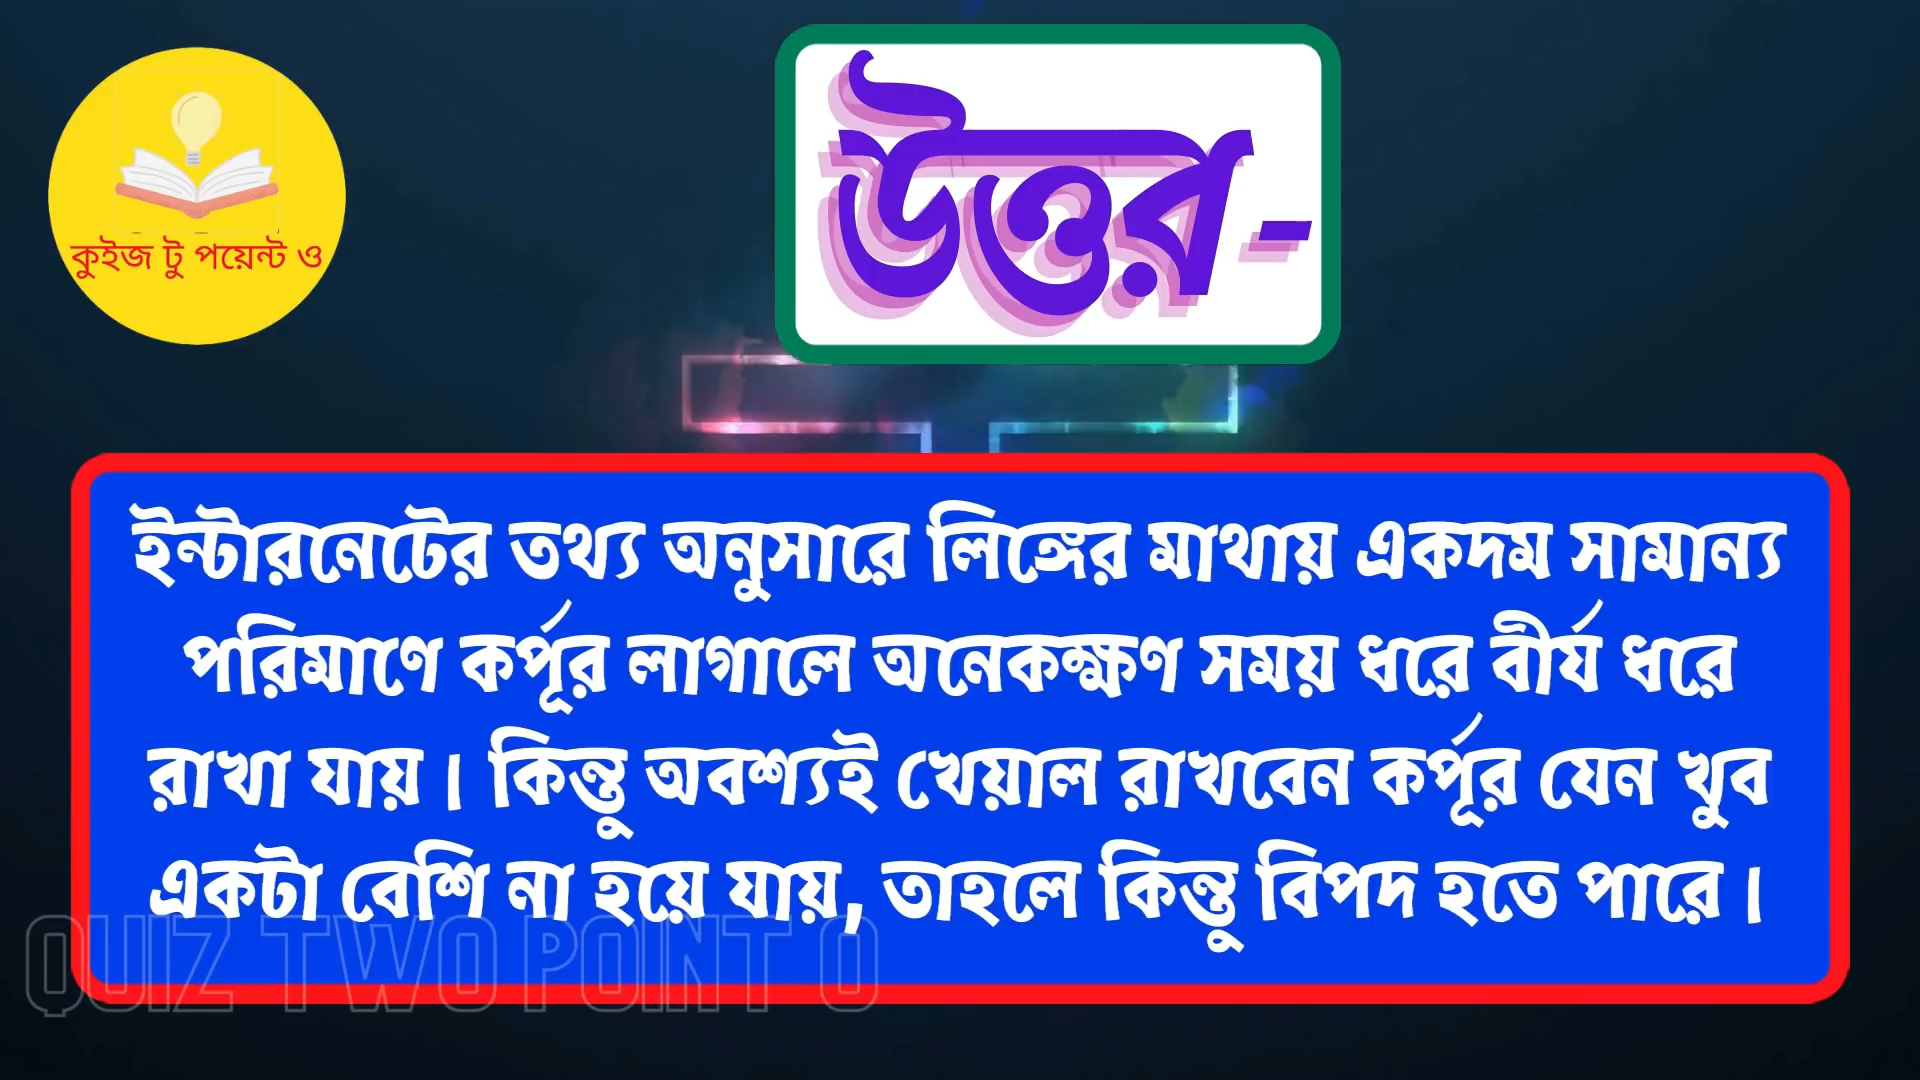 উত্তর -
কুইজ টু পয়েন্ট ও
ইন্টারনেটের তথ্য অনুসারে লিঙ্গের মাথায় একদম সামান্য
পরিমাণে কর্পূর লাগালে অনেকক্ষণ সময় ধরে বীর্য ধরে
রাখা যায়। কিন্তু অবশ্যই খেয়াল রাখবেন কর্পূর যেন খুব
একটা বেশি না হয়ে যায়, তাহলে কিন্তু বিপদ হতে পারে।
QUIZ TWO POINT O